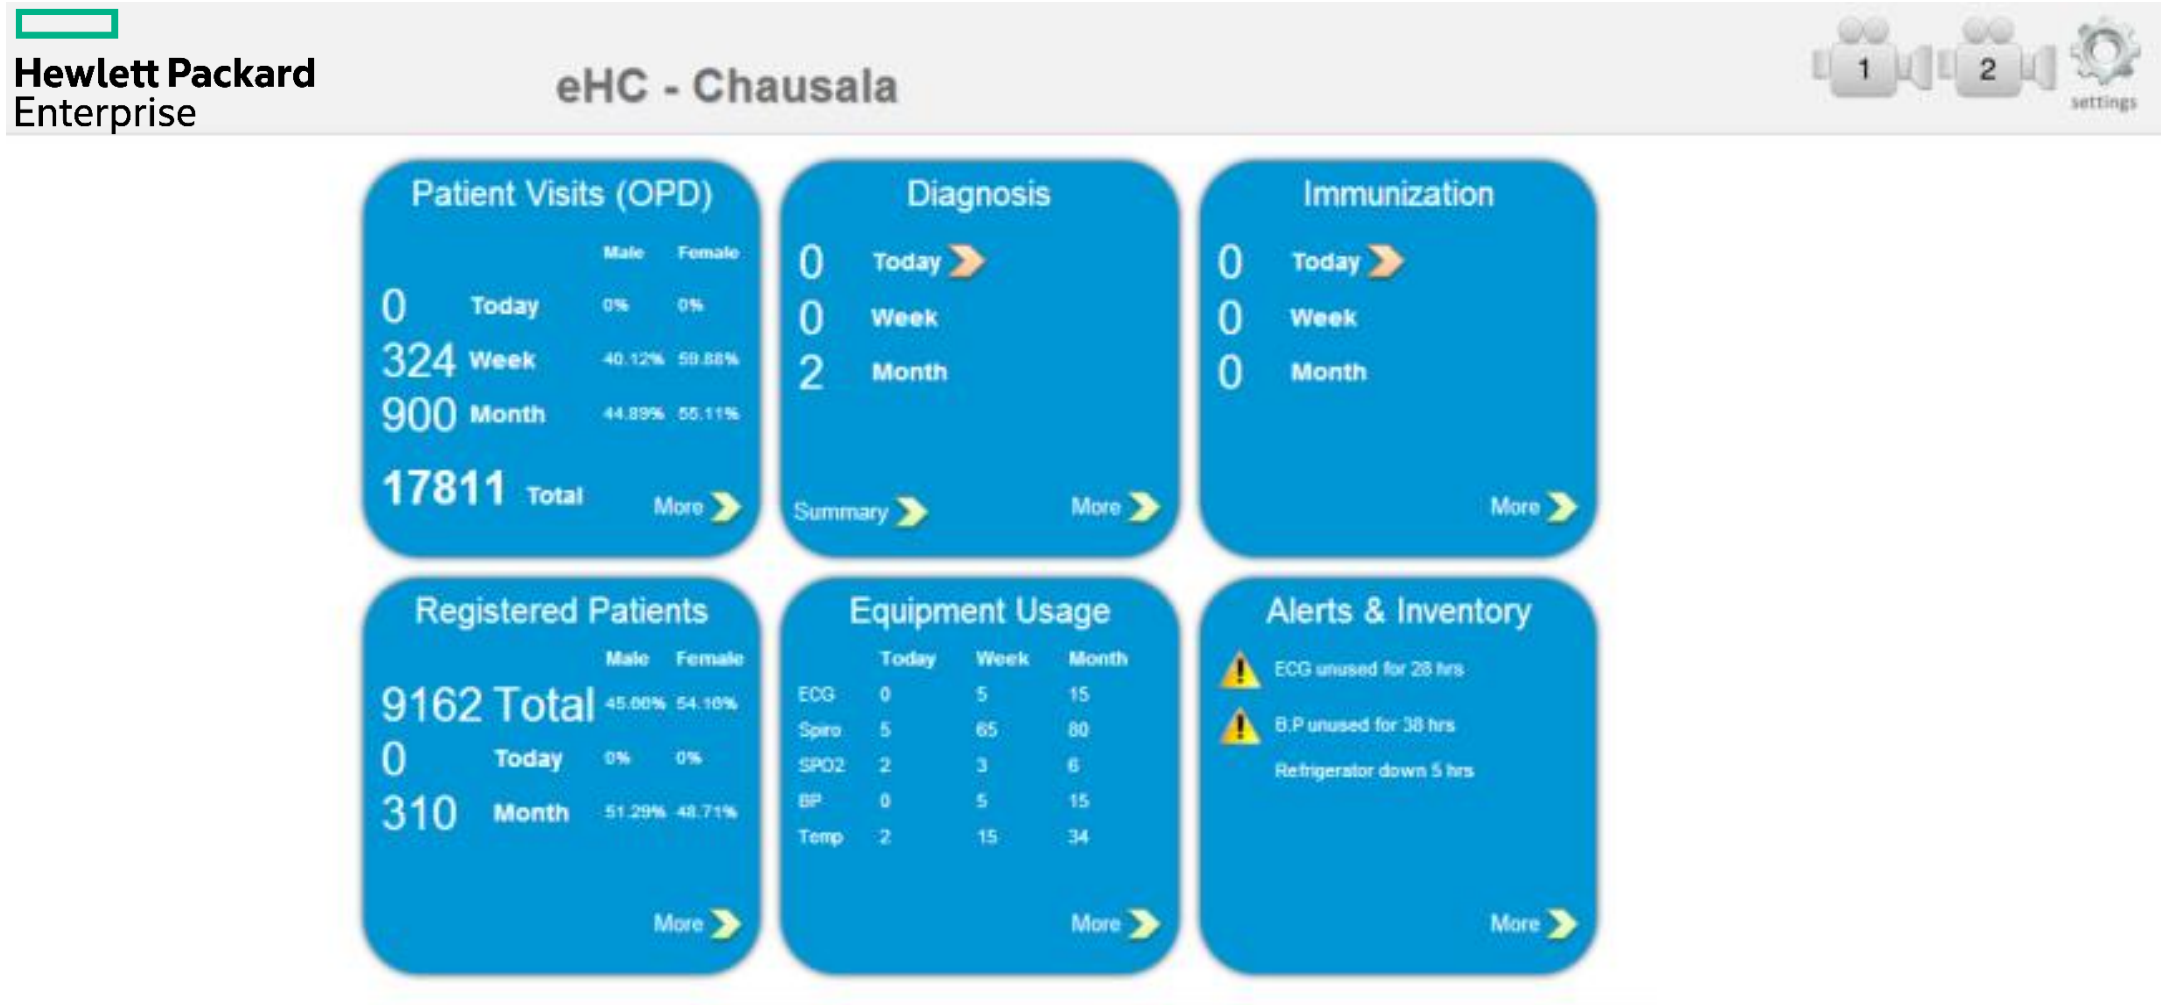 Hewlett Packard
Enterprise
eHC - Chausala
1
2
settings
Patient Visits (OPD)
Male Female
0 Today 0% 0%
324 Week 40.12% 59.88%
900 Month 44.89% 55.11%
17811 Total
More
Diagnosis
0 Today
0 Week
2 Month
Summary
More
Immunization
0 Today
0 Week
0 Month
More
Registered Patients
Male Female
9162 Total
0 Today 0% 0%
310 Month 51.29% 48.71%
More
Equipment Usage
Today Week Month
ECG 0 5 15
Spiro 5 65 80
SPO2 2 3 6
BP 0 5 15
Temp 2 15 34
More
Alerts & Inventory
ECG unused for 28 hrs
B.P unused for 38 hrs
Refrigerator down 5 hrs
More